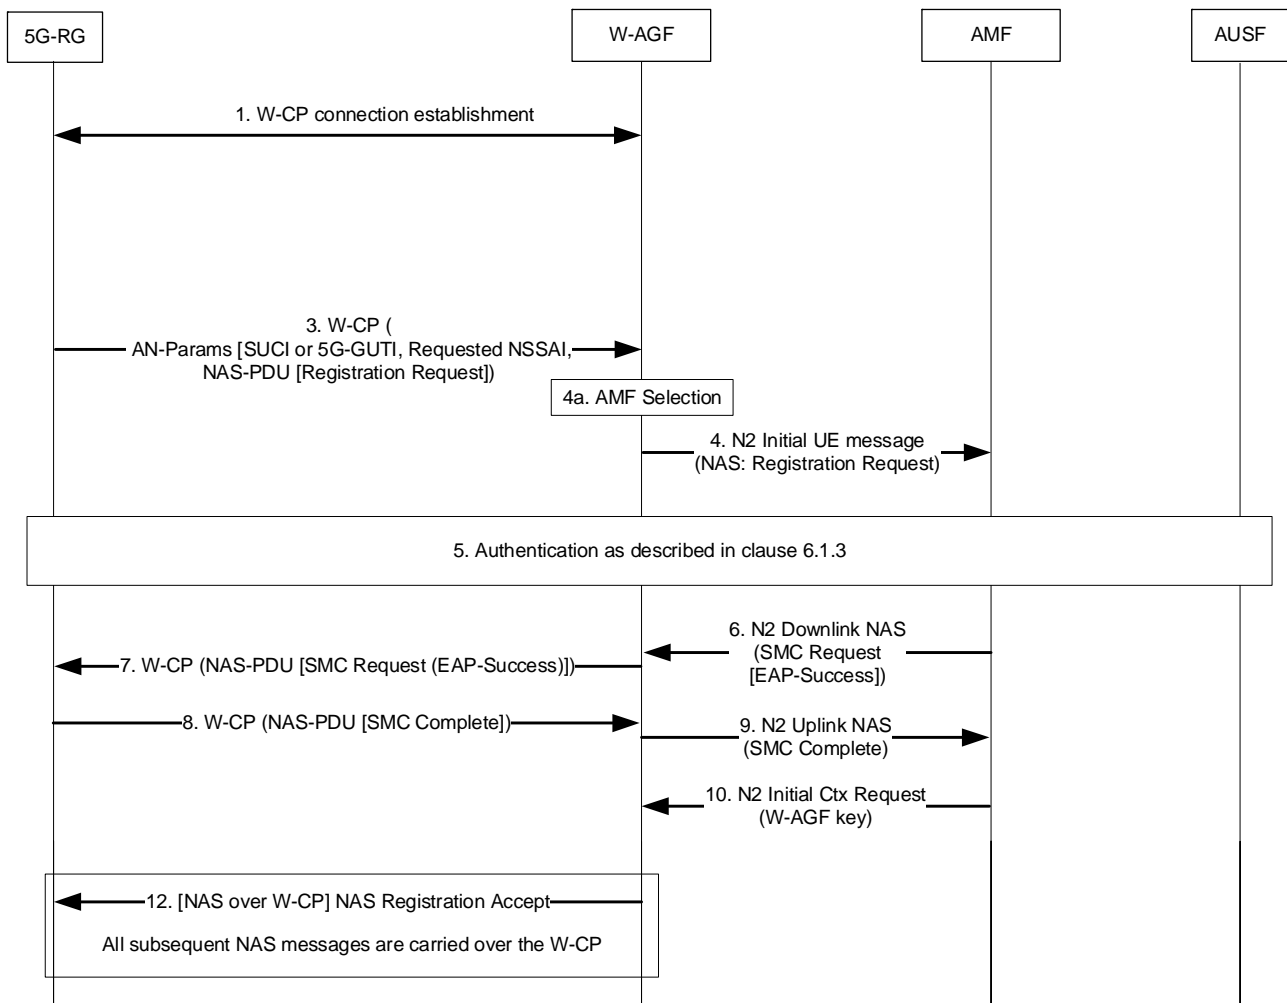 5G-RG
W-AGF
AMF
AUSF
1. W-CP connection establishment
3. W-CP (
AN-Params [SUCI or 5G-GUTI, Requested NSSAI,
NAS-PDU [Registration Request])
4a. AMF Selection
4. N2 Initial UE message
(NAS: Registration Request)
5. Authentication as described in clause 6.1.3
6. N2 Downlink NAS
(SMC Request
[EAP-Success])
7. W-CP (NAS-PDU [SMC Request (EAP-Success)])
8. W-CP (NAS-PDU [SMC Complete])
9. N2 Uplink NAS
(SMC Complete)
10. N2 Initial Ctx Request
(W-AGF key)
12. [NAS over W-CP] NAS Registration Accept
All subsequent NAS messages are carried over the W-CP